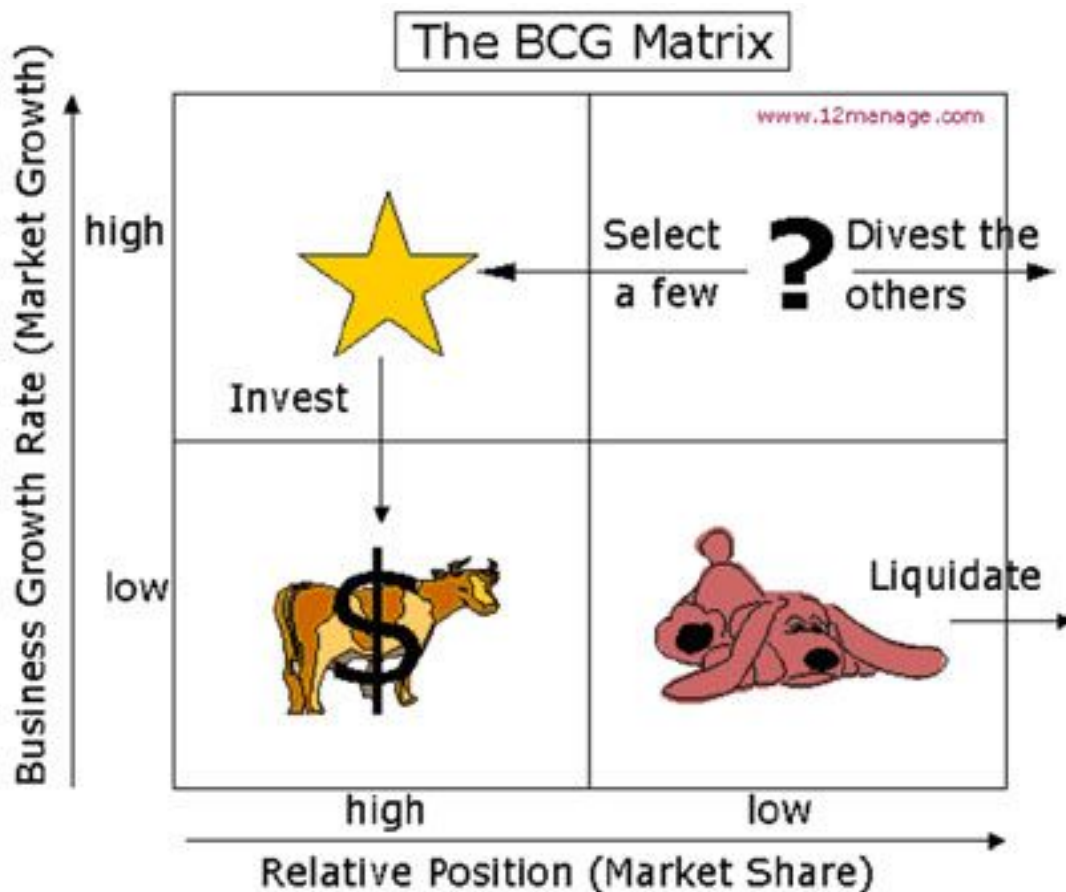 The BCG Matrix
www.12manage.com
Business Growth Rate (Market Growth)
high
Select
a few
?
Divest the
others
Invest
low
$
Liquidate
high
low
Relative Position (Market Share)